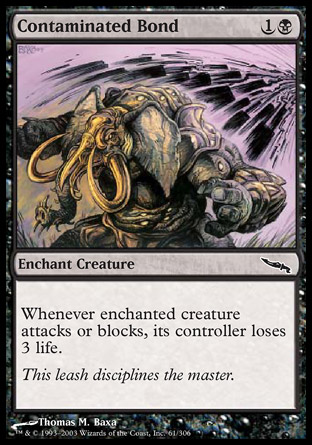 Contaminated Bond 1
Enchant Creature
Whenever enchanted creature
attacks or blocks, its controller loses
3 life.
This leash disciplines the master.
Thomas M. Baxa
™ & © 1993-2003 Wizards of the Coast, Inc. 61/306